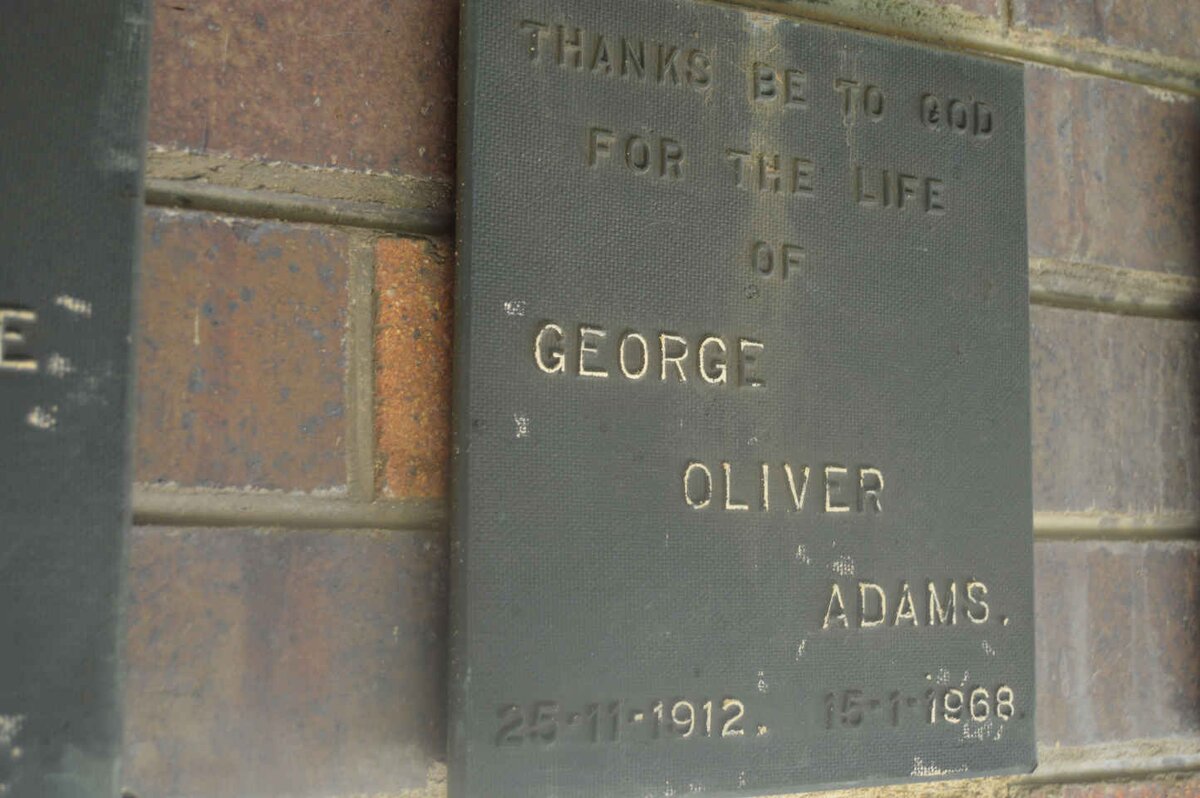 THANKS BE TO GOD
FOR THE LIFE
OF
GEORGE
OLIVER
ADAMS.
25-11-1912. 15-1-1968.
E